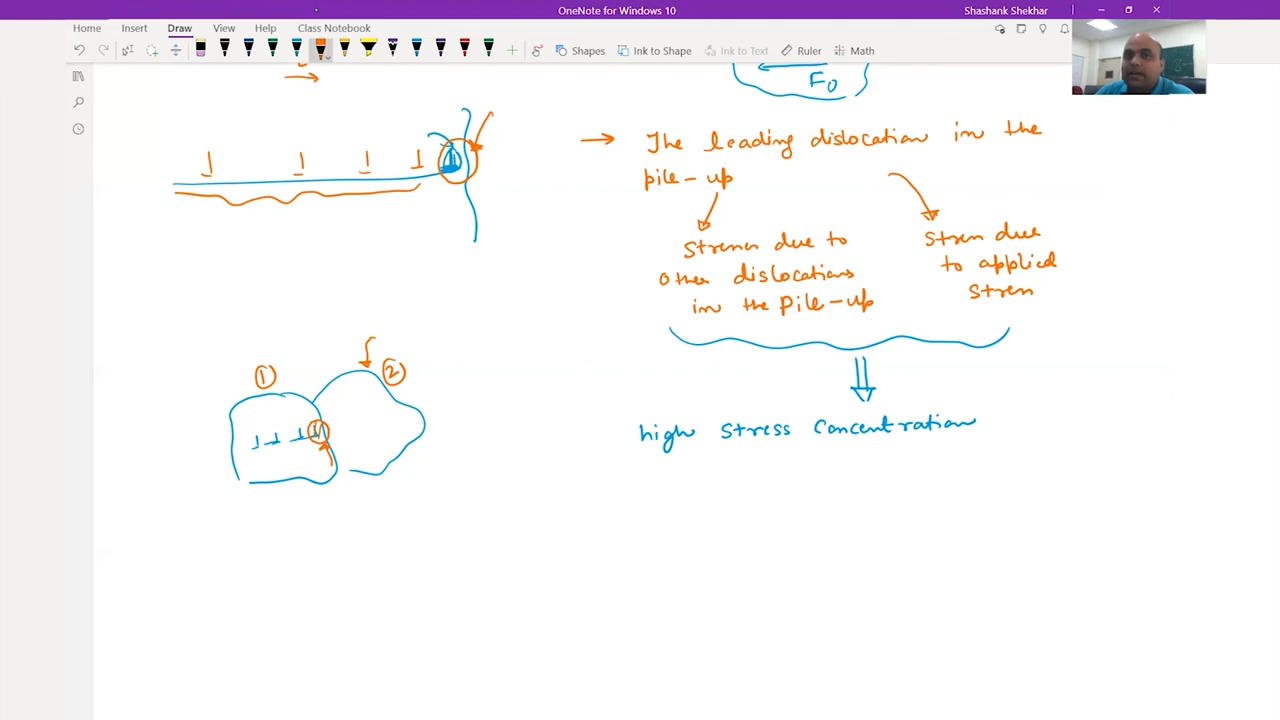 OneNote for Windows 10
Shashank Shekhar
Home Insert Draw View Help Class Notebook
Shapes Ink to Shape Ink to Text Ruler Math
F0
→ The leading dislocation in the
pile-up
Stress due to
other dislocations
in the pile-up
Stress due
to applied
stress
high stress concentration
1
2